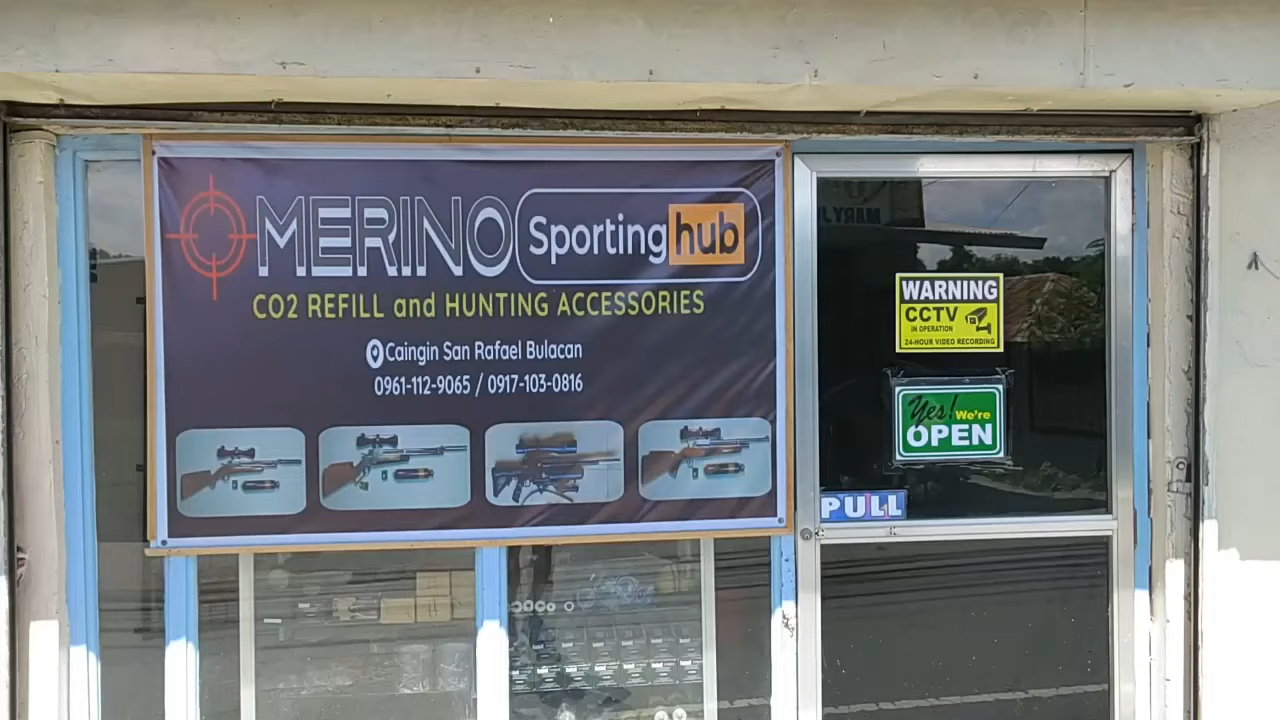 MERINO Sporting hub
CO2 REFILL and HUNTING ACCESSORIES
Caingin San Rafael Bulacan
0961-112-9065 / 0917-103-0816
WARNING
CCTV
IN OPERATION
24-HOUR VIDEO RECORDING
Yes! We're
OPEN
PULL